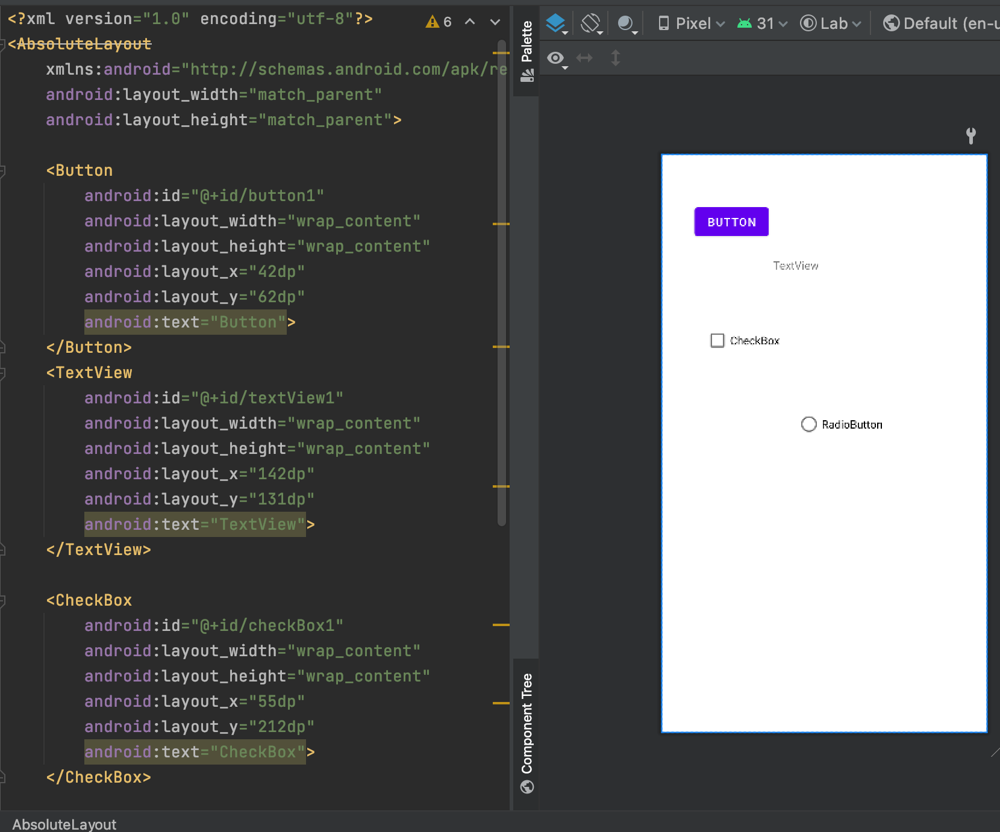 <?xml version="1.0" encoding="utf-8"?>
6
<AbsoluteLayout
xmlns:android="http://schemas.android.com/apk/re
android:layout_width="match_parent"
android:layout_height="match_parent">
<Button
android:id="@+id/button1"
android:layout_width="wrap_content"
android:layout_height="wrap_content"
android:layout_x="42dp"
android:layout_y="62dp"
android:text="Button">
</Button>
<TextView
android:id="@+id/textView1"
android:layout_width="wrap_content"
android:layout_height="wrap_content"
android:layout_x="142dp"
android:layout_y="131dp"
android:text="TextView">
</TextView>
<CheckBox
android:id="@+id/checkBox1"
android:layout_width="wrap_content"
android:layout_height="wrap_content"
android:layout_x="55dp"
android:layout_y="212dp"
android:text="CheckBox">
</CheckBox>
AbsoluteLayout
Palette
Component Tree
Pixel 31 Lab Default (en-u
BUTTON
TextView
CheckBox
RadioButton